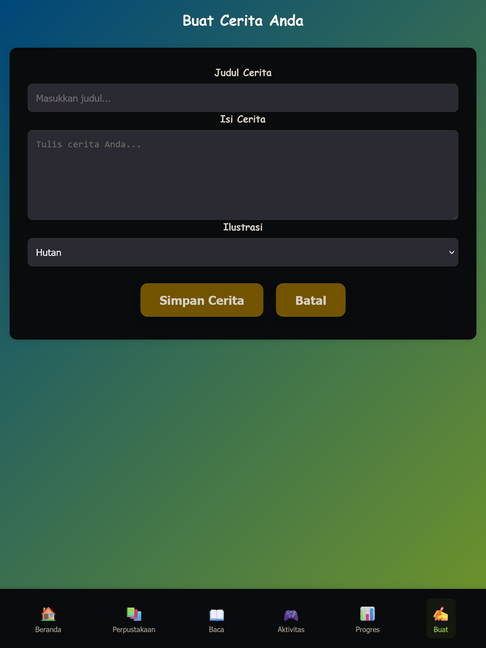 Buat Cerita Anda
Judul Cerita
Masukkan judul...
Isi Cerita
Tulis cerita Anda...
Ilustrasi
Hutan
Simpan Cerita
Batal
Beranda
Perpustakaan
Baca
Aktivitas
Progres
Buat